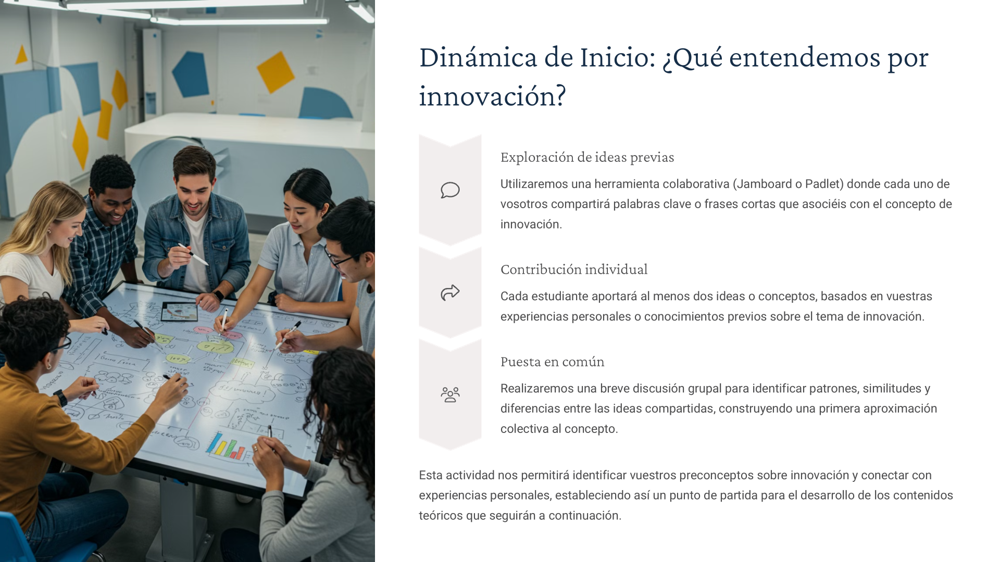 Dinámica de Inicio: ¿Qué entendemos por
innovación?
Exploración de ideas previas
Utilizaremos una herramienta colaborativa (Jamboard o Padlet) donde cada uno de
vosotros compartirá palabras clave o frases cortas que asociéis con el concepto de
innovación.
Contribución individual
Cada estudiante aportará al menos dos ideas o conceptos, basados en vuestras
experiencias personales o conocimientos previos sobre el tema de innovación.
Puesta en común
Realizaremos una breve discusión grupal para identificar patrones, similitudes y
diferencias entre las ideas compartidas, construyendo una primera aproximación
colectiva al concepto.
Esta actividad nos permitirá identificar vuestros preconceptos sobre innovación y conectar con
experiencias personales, estableciendo así un punto de partida para el desarrollo de los contenidos
teóricos que seguirán a continuación.